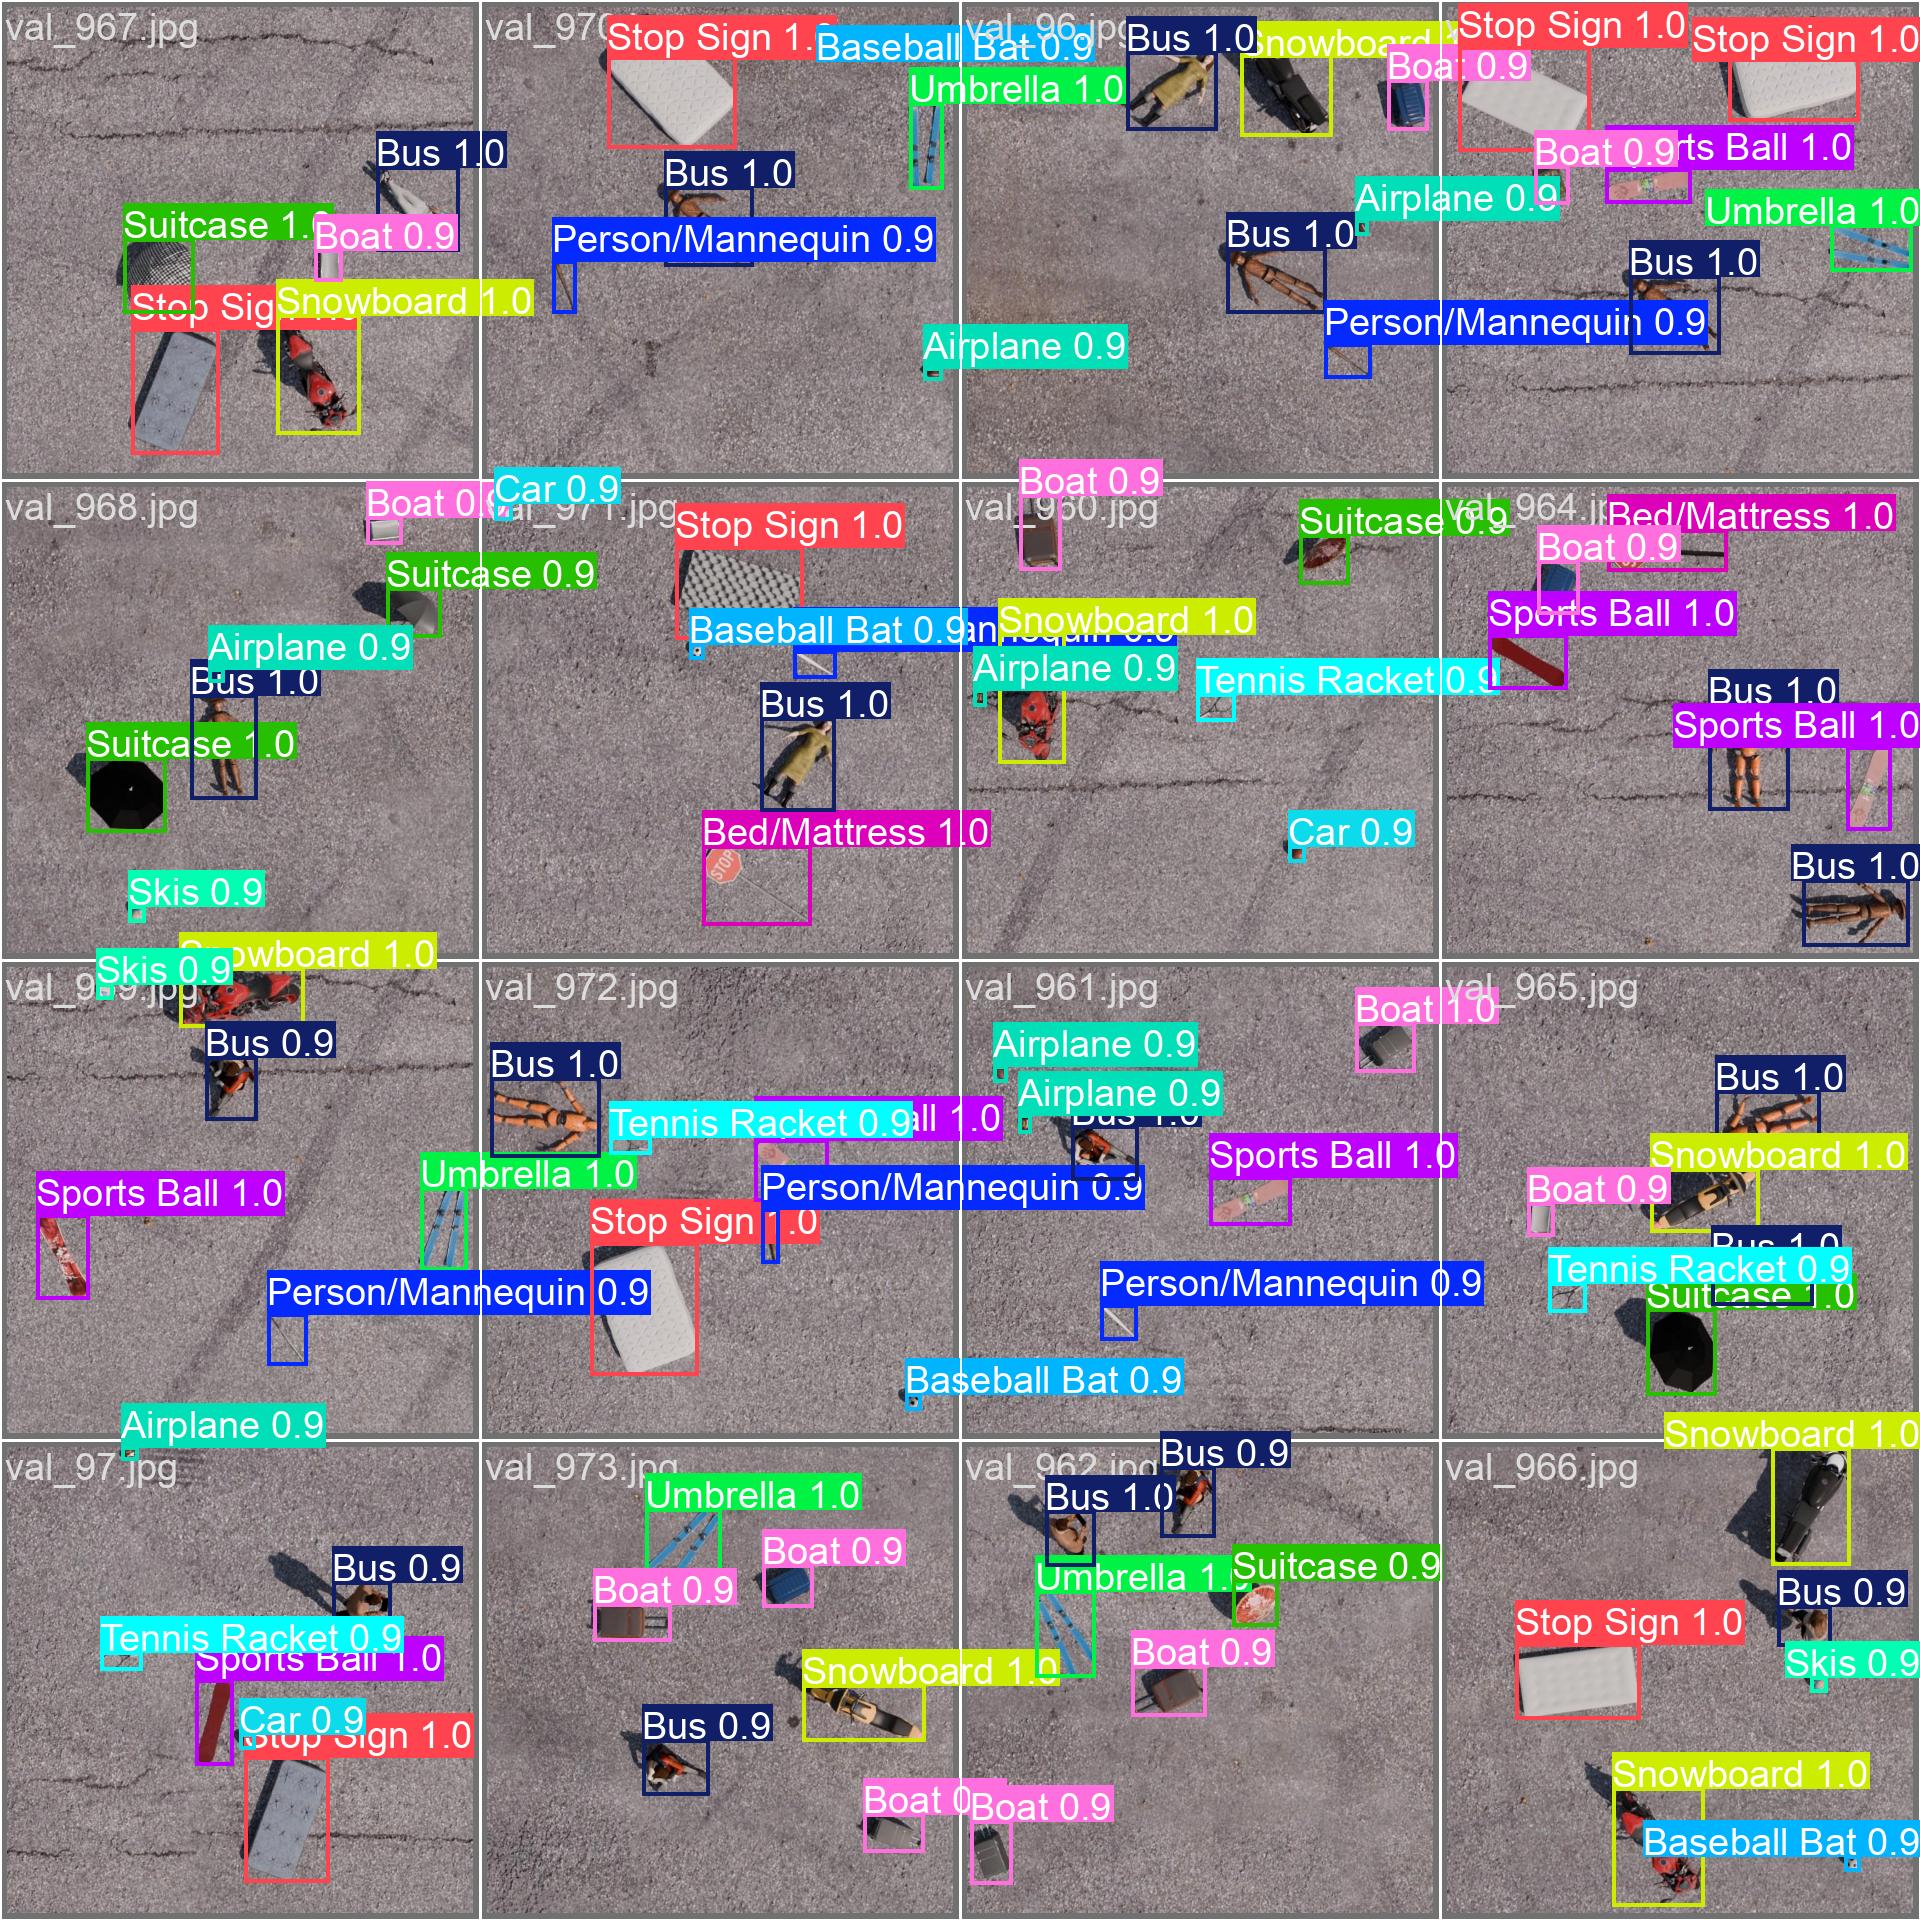 val_967.jpg
Bus 1.0
Suitcase 1.0
Boat 0.9
Stop Sign 1.0
Snowboard 1.0
val_970
Stop Sign 1.
Baseball Bat 0.9
Umbrella 1.0
Bus 1.0
Person/Mannequin 0.9
Airplane 0.9
val_96.jpg
Bus 1.0
Snowboard
Boat 0.9
Airplane 0.9
Bus 1.0
Person/Mannequin 0.9
Stop Sign 1.0
Stop Sign 1.0
Boat 0.9
rts Ball 1.0
Umbrella 1.0
Bus 1.0
val_968.jpg
Boat 0.9
Suitcase 0.9
Airplane 0.9
Bus 1.0
Suitcase 1.0
Skis 0.9
Car 0.9
val_971.jpg
Stop Sign 1.0
Baseball Bat 0.9
Bus 1.0
Bed/Mattress 1.0
STOP
Boat 0.9
val_960.jpg
Suitcase 0.9
Snowboard 1.0
Airplane 0.9
Tennis Racket 0.9
Car 0.9
val_964.j
Bed/Mattress 1.0
Boat 0.9
Sports Ball 1.0
Bus 1.0
Sports Ball 1.0
Bus 1.0
val_969.jpg
Skis 0.9
Snowboard 1.0
Bus 0.9
Sports Ball 1.0
Umbrella 1.0
Person/Mannequin 0.9
Airplane 0.9
val_972.jpg
Bus 1.0
Tennis Racket 0.9
all 1.0
Person/Mannequin 0.9
Stop Sign 1.0
Baseball Bat 0.9
val_961.jpg
Boat 1.0
Airplane 0.9
Airplane 0.9
Bus 1.0
Sports Ball 1.0
Person/Mannequin 0.9
val_965.jpg
Bus 1.0
Snowboard 1.0
Boat 0.9
Bus 1.0
Tennis Racket 0.9
Suitcase 1.0
val_97.jpg
Bus 0.9
Tennis Racket 0.9
Sports Ball 1.0
Car 0.9
Stop Sign 1.0
val_973.jpg
Umbrella 1.0
Boat 0.9
Boat 0.9
Snowboard 1.0
Bus 0.9
Boat 0
val_962.jpg
Bus 0.9
Bus 1.0
Umbrella 1.0
Suitcase 0.9
Boat 0.9
Boat 0.9
val_966.jpg
Snowboard 1.0
Bus 0.9
Stop Sign 1.0
Skis 0.9
Snowboard 1.0
Baseball Bat 0.9